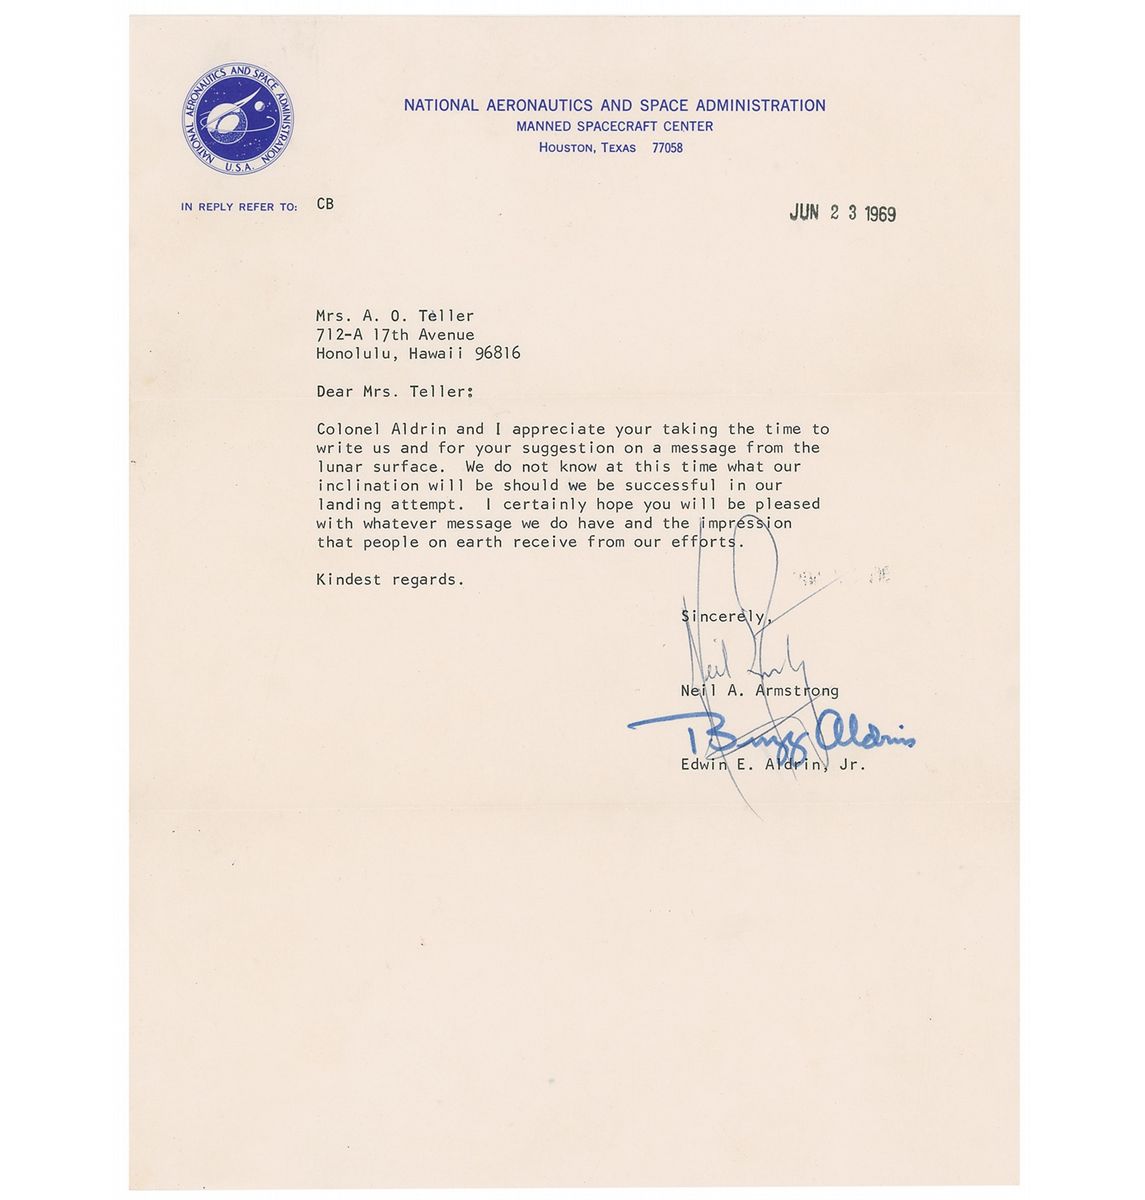 NATIONAL AERONAUTICS AND SPACE ADMINISTRATION
U.S.A.
NATIONAL AERONAUTICS AND SPACE ADMINISTRATION
MANNED SPACECRAFT CENTER
HOUSTON, TEXAS 77058
IN REPLY REFER TO: CB
JUN 23 1969
Mrs. A. O. Teller
712-A 17th Avenue
Honolulu, Hawaii 96816
Dear Mrs. Teller:
Colonel Aldrin and I appreciate your taking the time to
write us and for your suggestion on a message from the
lunar surface. We do not know at this time what our
inclination will be should we be successful in our
landing attempt. I certainly hope you will be pleased
with whatever message we do have and the impression
that people on earth receive from our efforts.
Kindest regards.
Sincerely,
Neil
Neil A. Armstrong
Buzz Aldrin
Edwin E. Aldrin, Jr.